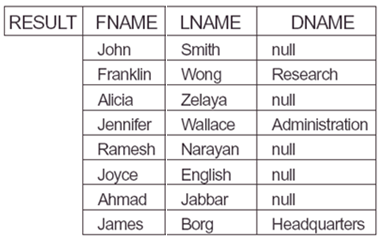 RESULT FNAME LNAME DNAME
John Smith null
Franklin Wong Research
Alicia Zelaya null
Jennifer Wallace Administration
Ramesh Narayan null
Joyce English null
Ahmad Jabbar null
James Borg Headquarters